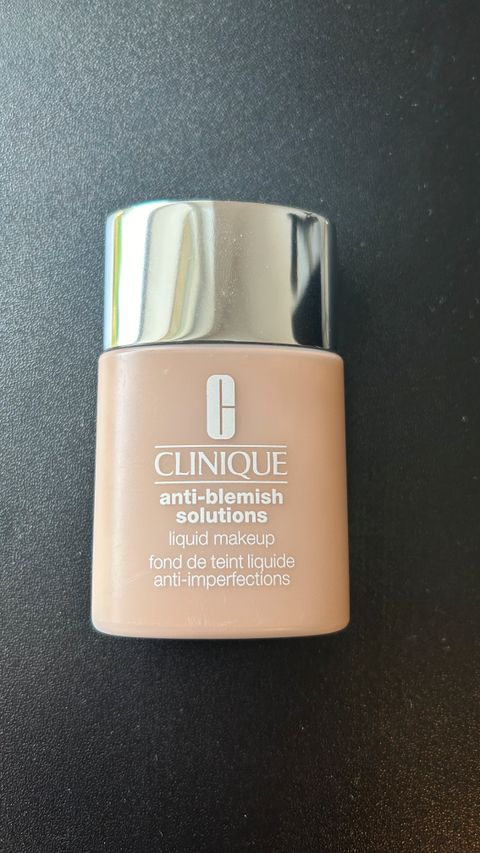 C
CLINIQUE
anti-blemish
solutions
liquid makeup
fond de teint liquide
anti-imperfections